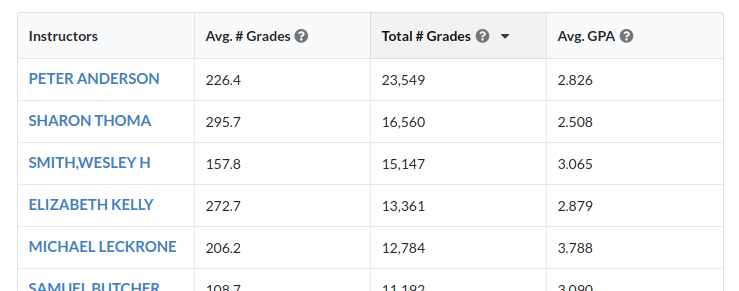 Instructors Avg. # Grades Total # Grades Avg. GPA
PETER ANDERSON 226.4 23,549 2.826
SHARON THOMA 295.7 16,560 2.508
SMITH,WESLEY H 157.8 15,147 3.065
ELIZABETH KELLY 272.7 13,361 2.879
MICHAEL LECKRONE 206.2 12,784 3.788
SAMUEL BUTCHER 108.7 11,192 3.090